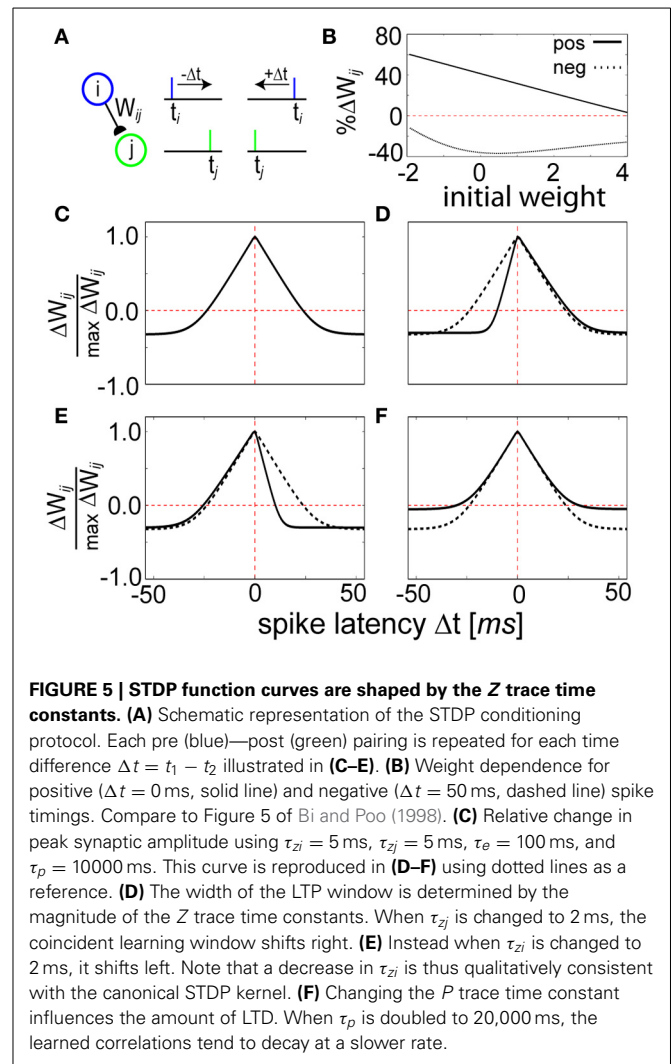 A
i
W_ij
j
-Δt
+Δt
t_i
t_i
t_j
t_j
B
%ΔW_ij
80
40
0
-40
pos
neg
-2
0
2
4
initial weight
C
D
ΔW_ij
max ΔW_ij
1.0
0.0
-1.0
E
F
ΔW_ij
max ΔW_ij
1.0
0.0
-1.0
-50
0
50
-50
0
50
spike latency Δt [ms]
FIGURE 5 | STDP function curves are shaped by the Z trace time
constants. (A) Schematic representation of the STDP conditioning
protocol. Each pre (blue)—post (green) pairing is repeated for each time
difference Δt = t₁ − t₂ illustrated in (C–E). (B) Weight dependence for
positive (Δt = 0 ms, solid line) and negative (Δt = 50 ms, dashed line) spike
timings. Compare to Figure 5 of Bi and Poo (1998). (C) Relative change in
peak synaptic amplitude using τ_zi = 5 ms, τ_zj = 5 ms, τ_e = 100 ms, and
τ_p = 10000 ms. This curve is reproduced in (D–F) using dotted lines as a
reference. (D) The width of the LTP window is determined by the
magnitude of the Z trace time constants. When τ_zj is changed to 2 ms, the
coincident learning window shifts right. (E) Instead when τ_zi is changed to
2 ms, it shifts left. Note that a decrease in τ_zi is thus qualitatively consistent
with the canonical STDP kernel. (F) Changing the P trace time constant
influences the amount of LTD. When τ_p is doubled to 20,000 ms, the
learned correlations tend to decay at a slower rate.